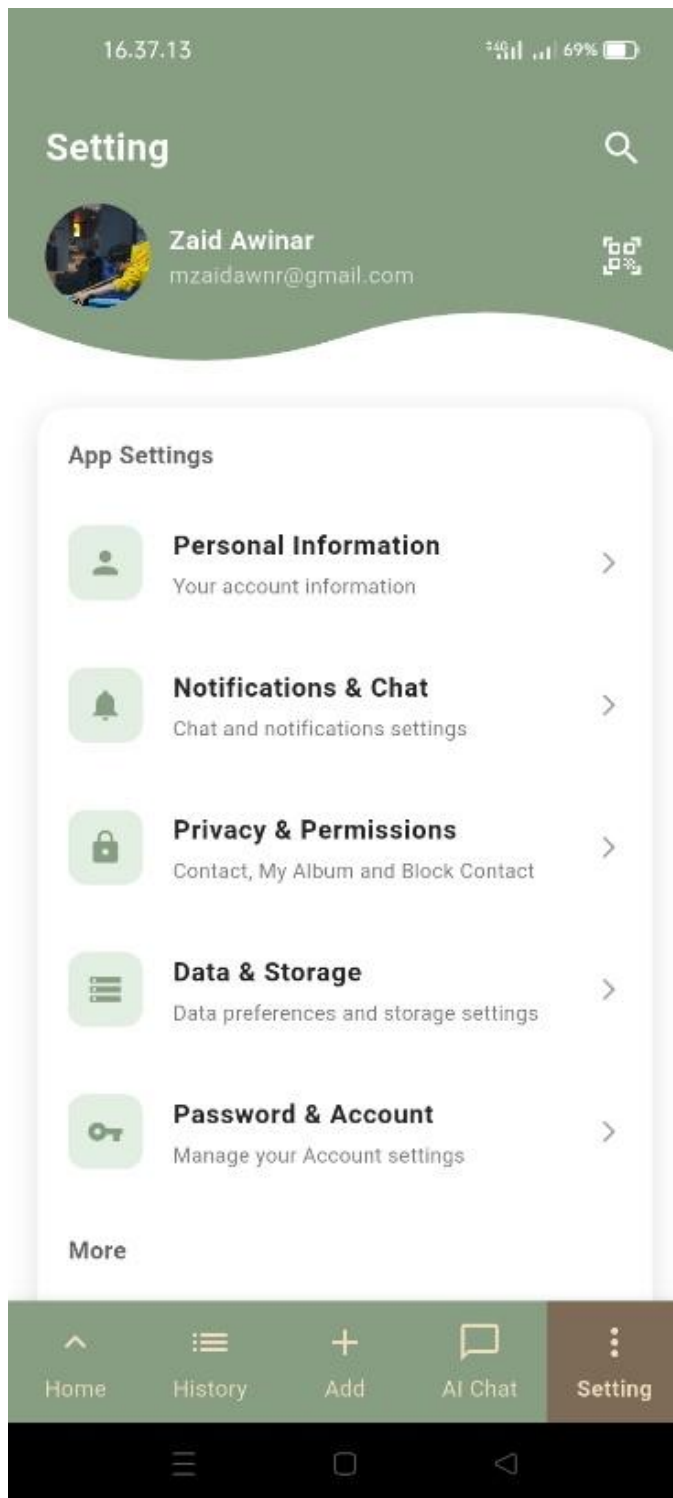 16.37.13
69%
Setting
Zaid Awinar
mzaidawnr@gmail.com
App Settings
Personal Information
Your account information
Notifications & Chat
Chat and notifications settings
Privacy & Permissions
Contact, My Album and Block Contact
Data & Storage
Data preferences and storage settings
Password & Account
Manage your Account settings
More
Home History Add AI Chat Setting